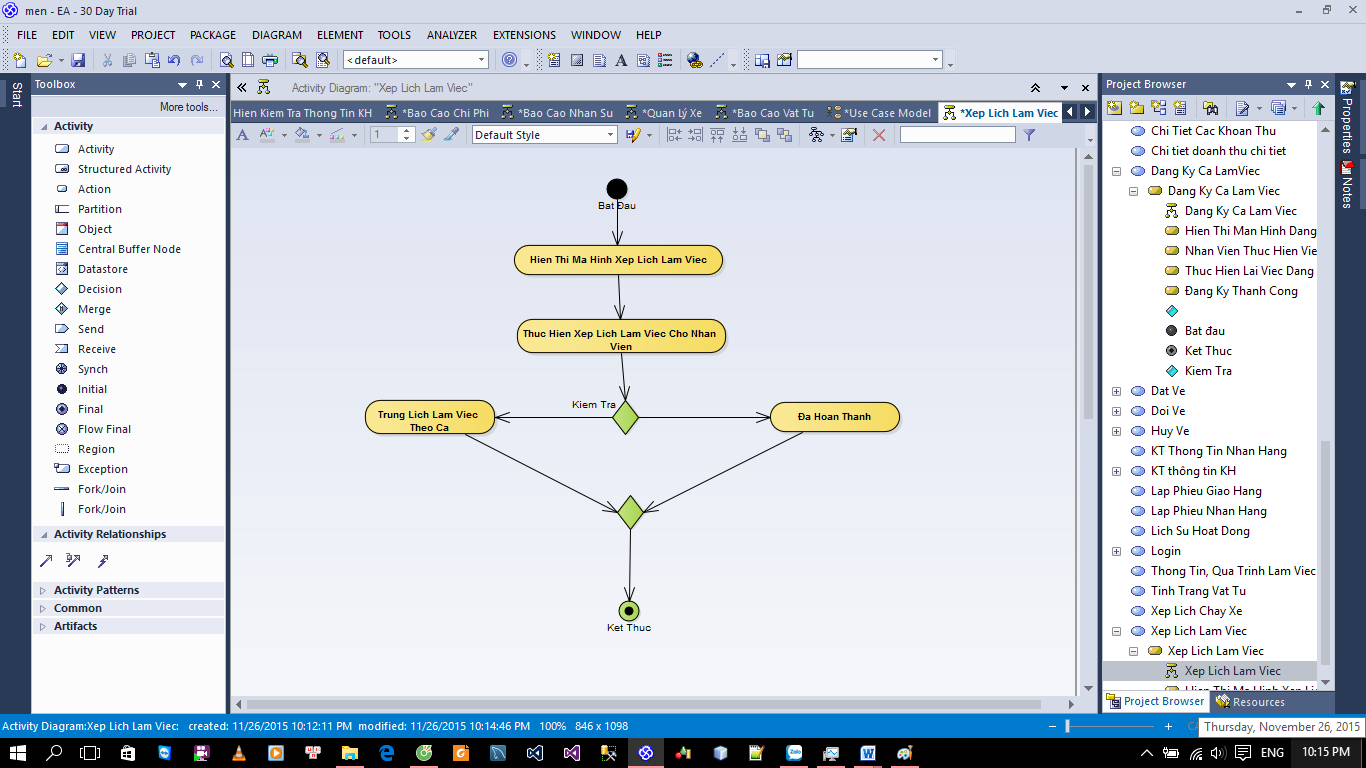 men - EA - 30 Day Trial
FILE EDIT VIEW PROJECT PACKAGE DIAGRAM ELEMENT TOOLS ANALYZER EXTENSIONS WINDOW HELP
<default>
Start
Toolbox
More tools...
Activity
Activity
Structured Activity
Action
Partition
Object
Central Buffer Node
Datastore
Decision
Merge
Send
Receive
Synch
Initial
Final
Flow Final
Region
Exception
Fork/Join
Fork/Join
Activity Relationships
Activity Patterns
Common
Artifacts
Activity Diagram: "Xep Lich Lam Viec"
Hien Kiem Tra Thong Tin KH *Bao Cao Chi Phi *Bao Cao Nhan Su *Quan Lý Xe *Bao Cao Vat Tu *Use Case Model *Xep Lich Lam Viec
1 Default Style
Bat Đau
Hien Thi Ma Hinh Xep Lich Lam Viec
Thuc Hien Xep Lich Lam Viec Cho Nhan
Vien
Kiem Tra
Trung Lich Lam Viec
Theo Ca
Đa Hoan Thanh
Ket Thuc
Project Browser
Chi Tiet Cac Khoan Thu
Chi tiet doanh thu chi tiet
Dang Ky Ca LamViec
Dang Ky Ca Lam Viec
Dang Ky Ca Lam Viec
Hien Thi Man Hinh Dang
Nhan Vien Thuc Hien Vie
Thuc Hien Lai Viec Dang
Đang Ky Thanh Cong
Bat đau
Ket Thuc
Kiem Tra
Dat Ve
Doi Ve
Huy Ve
KT Thong Tin Nhan Hang
KT thông tin KH
Lap Phieu Giao Hang
Lap Phieu Nhan Hang
Lich Su Hoat Dong
Login
Thong Tin, Qua Trinh Lam Viec
Tinh Trang Vat Tu
Xep Lich Chay Xe
Xep Lich Lam Viec
Xep Lich Lam Viec
Xep Lich Lam Viec
Hien Thi Ma Hinh Xep Li
Project Browser Resources
Properties
Notes
Activity Diagram:Xep Lich Lam Viec: created: 11/26/2015 10:12:11 PM modified: 11/26/2015 10:14:46 PM 100% 846 x 1098
Thursday, November 26, 2015
ENG 10:15 PM